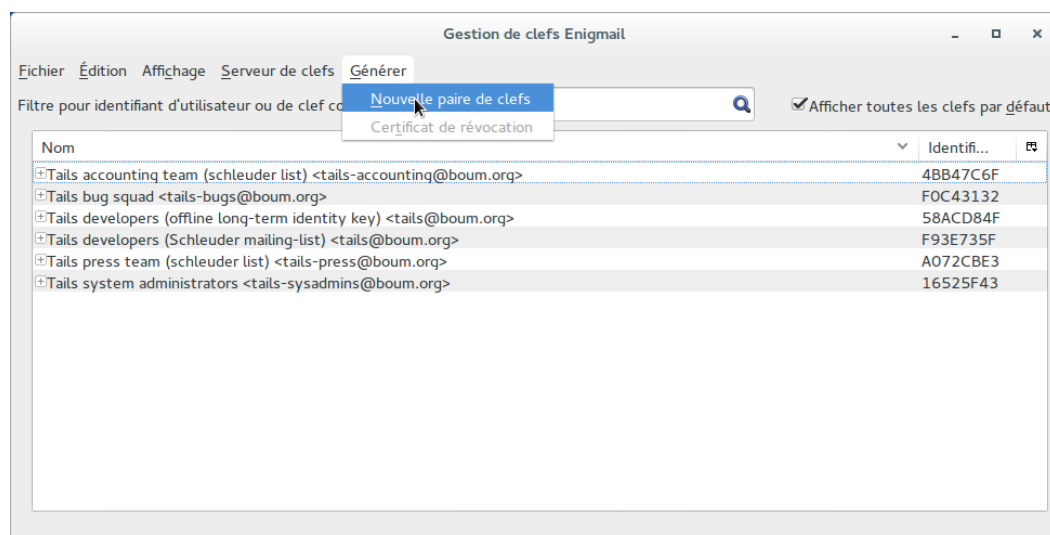 Gestion de clefs Enigmail
Fichier Édition Affichage Serveur de clefs Générer
Nouvelle paire de clefs
Certificat de révocation
Filtre pour identifiant d'utilisateur ou de clef co
Afficher toutes les clefs par défaut
Nom Identifi...
Tails accounting team (schleuder list) <tails-accounting@boum.org> 4BB47C6F
Tails bug squad <tails-bugs@boum.org> F0C43132
Tails developers (offline long-term identity key) <tails@boum.org> 58ACD84F
Tails developers (Schleuder mailing-list) <tails@boum.org> F93E735F
Tails press team (schleuder list) <tails-press@boum.org> A072CBE3
Tails system administrators <tails-sysadmins@boum.org> 16525F43